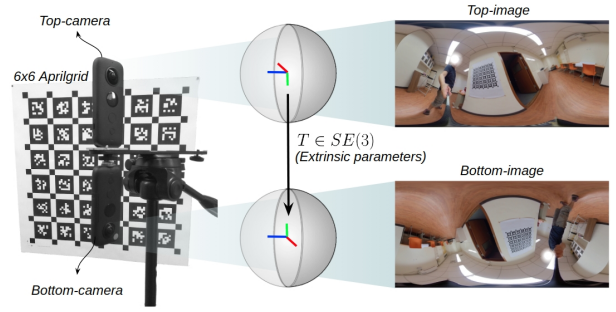 Top-camera
Top-image
6x6 Aprilgrid
T ∈ SE(3)
(Extrinsic parameters)
Bottom-image
Bottom-camera